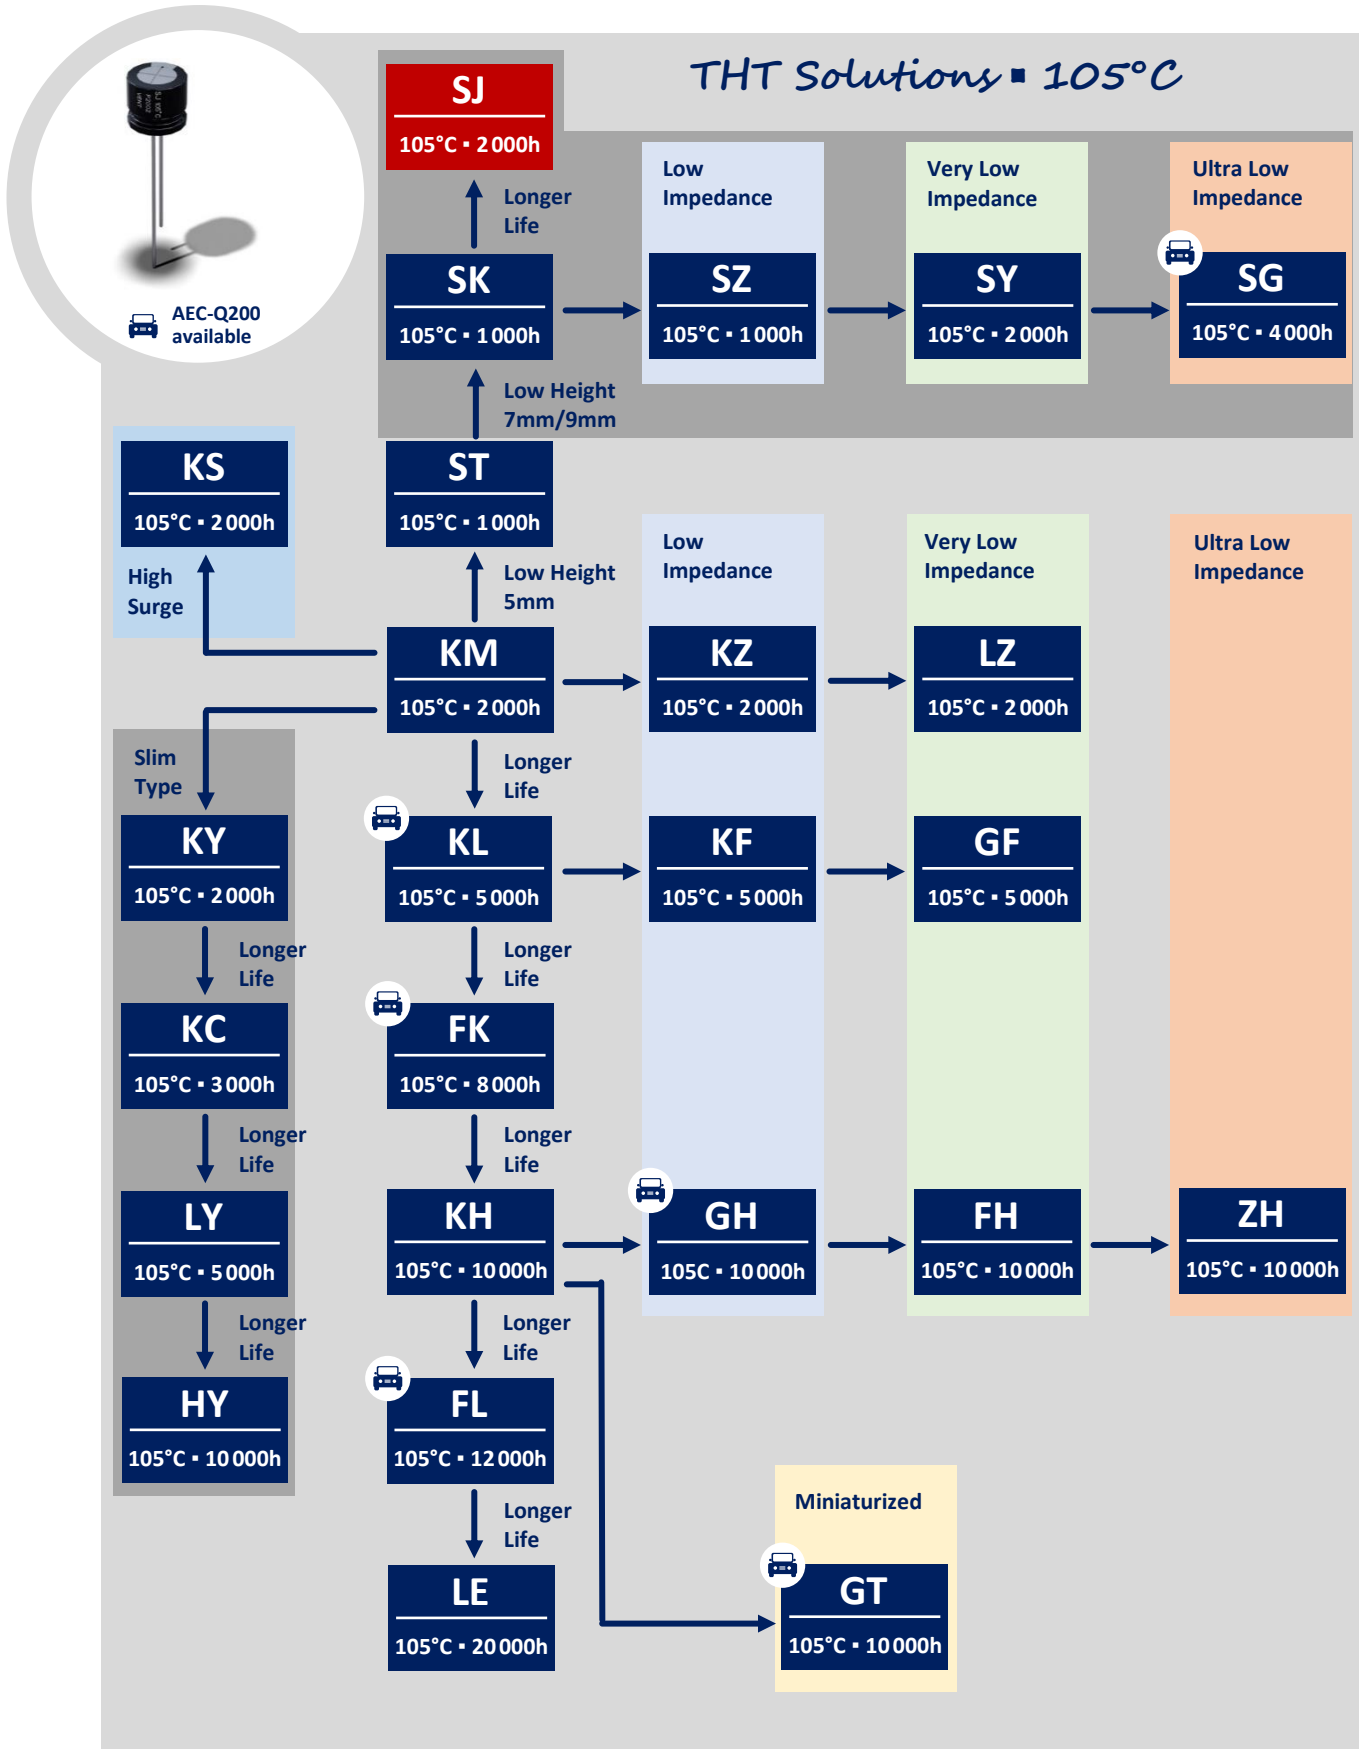 THT Solutions ▪ 105°C
SJ
105°C ▪ 2 000h
Longer
Life
Low
Impedance
Very Low
Impedance
Ultra Low
Impedance
SK
105°C ▪ 1 000h
SZ
105°C ▪ 1 000h
SY
105°C ▪ 2 000h
SG
105°C ▪ 4 000h
AEC-Q200
available
Low Height
7mm/9mm
KS
105°C ▪ 2 000h
High
Surge
ST
105°C ▪ 1 000h
Low Height
5mm
Low
Impedance
Very Low
Impedance
Ultra Low
Impedance
KM
105°C ▪ 2 000h
KZ
105°C ▪ 2 000h
LZ
105°C ▪ 2 000h
Slim
Type
Longer
Life
KY
105°C ▪ 2 000h
KL
105°C ▪ 5 000h
KF
105°C ▪ 5 000h
GF
105°C ▪ 5 000h
Longer
Life
Longer
Life
KC
105°C ▪ 3 000h
FK
105°C ▪ 8 000h
Longer
Life
Longer
Life
LY
105°C ▪ 5 000h
KH
105°C ▪ 10 000h
GH
105C ▪ 10 000h
FH
105°C ▪ 10 000h
ZH
105°C ▪ 10 000h
Longer
Life
Longer
Life
HY
105°C ▪ 10 000h
FL
105°C ▪ 12 000h
Longer
Life
Miniaturized
LE
105°C ▪ 20 000h
GT
105°C ▪ 10 000h